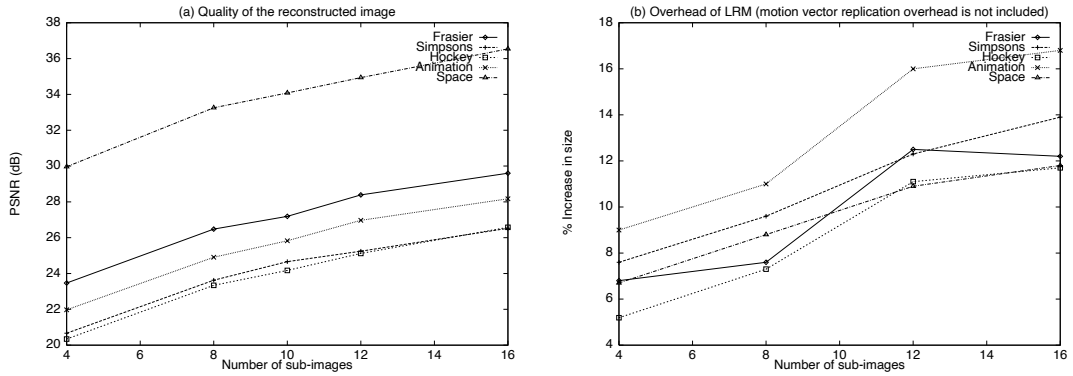 (a) Quality of the reconstructed image
38
36
34
32
30
28
26
24
22
20
PSNR (dB)
Frasier
Simpsons
Hockey
Animation
Space
4
6
8
10
12
14
16
Number of sub-images
(b) Overhead of LRM (motion vector replication overhead is not included)
18
16
14
12
10
8
6
4
% Increase in size
Frasier
Simpsons
Hockey
Animation
Space
4
6
8
10
12
14
16
Number of sub-images